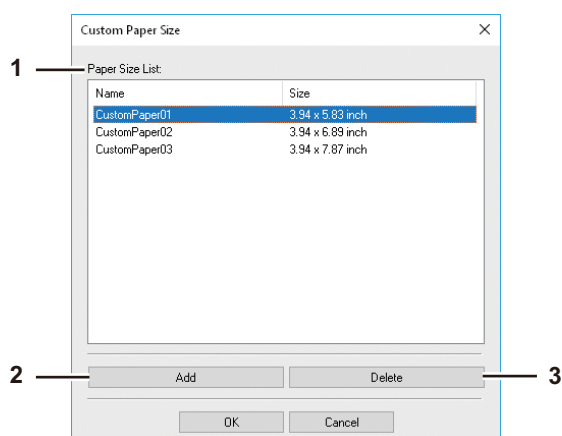 Custom Paper Size
1
Paper Size List:
Name Size
CustomPaper01 3.94 x 5.83 inch
CustomPaper02 3.94 x 6.89 inch
CustomPaper03 3.94 x 7.87 inch
2 Add Delete 3
OK Cancel